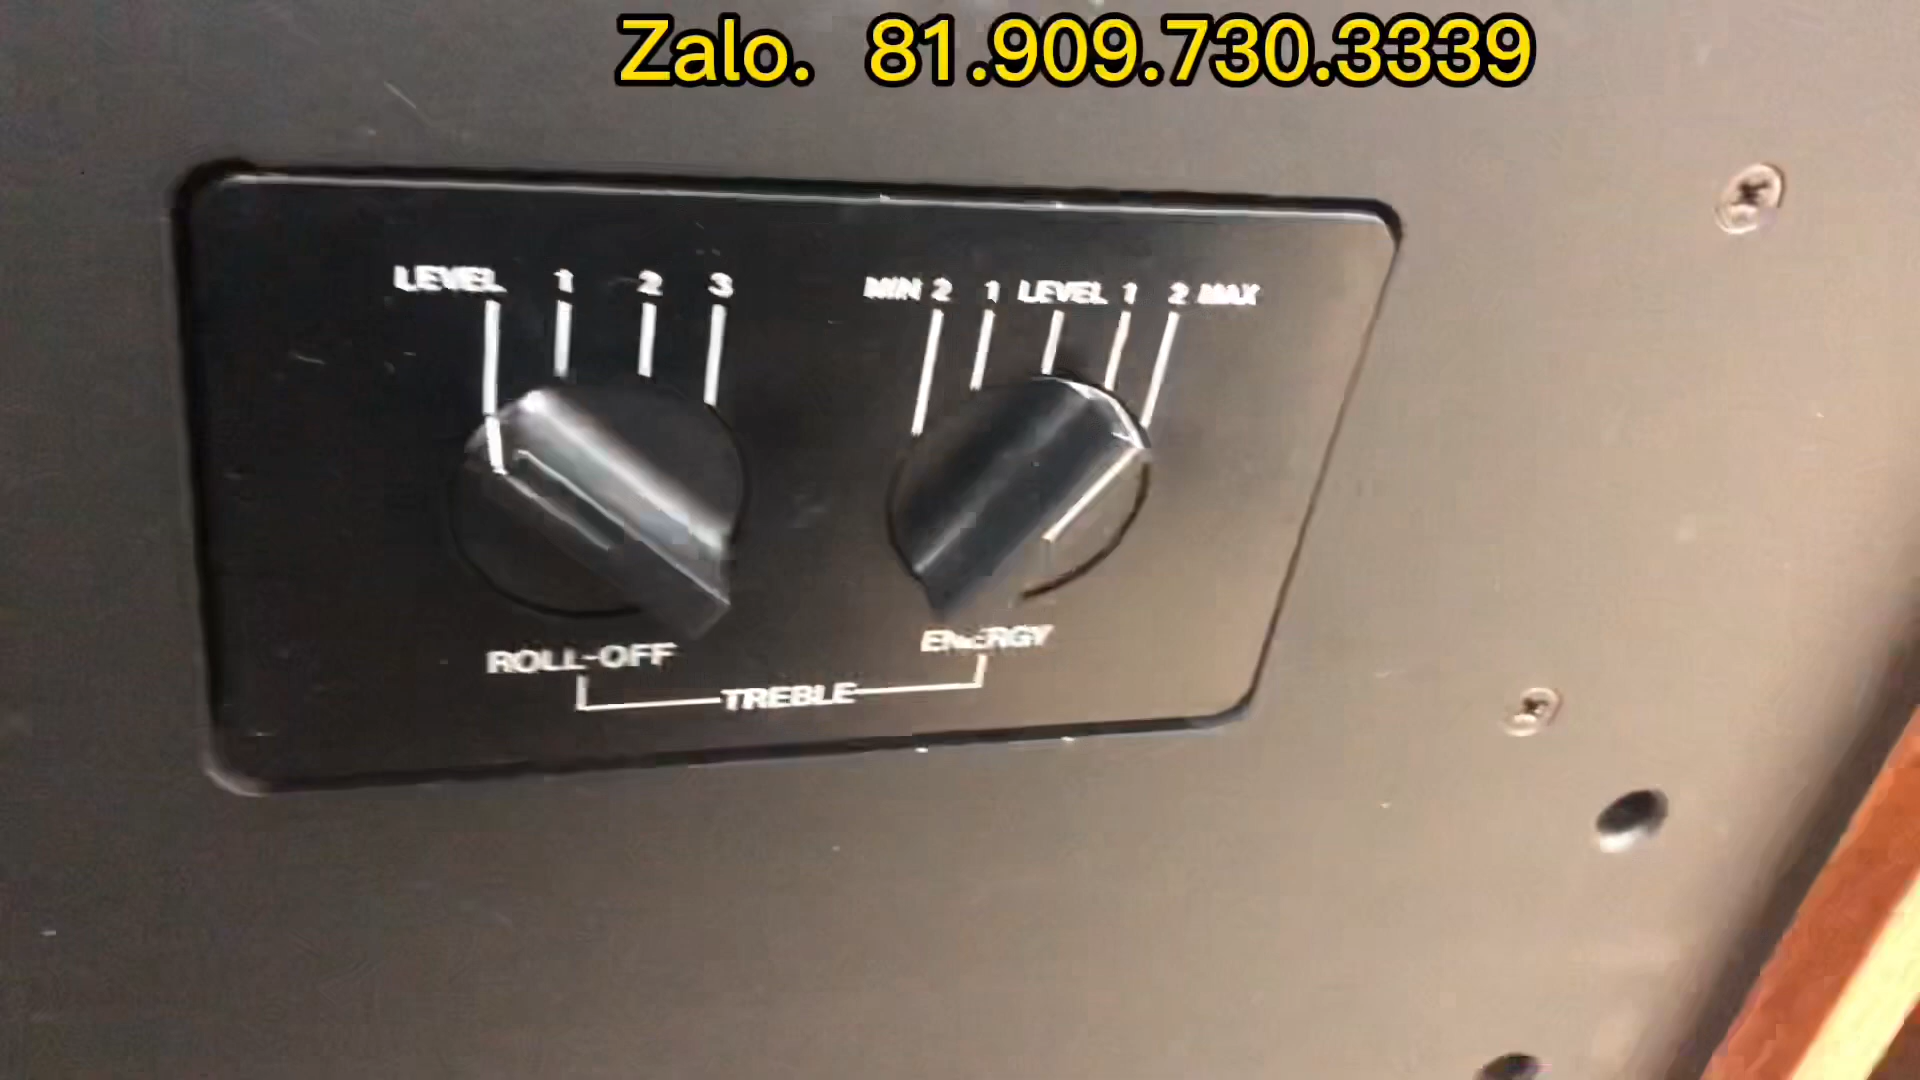 Zalo. 81.909.730.3339
LEVEL 1 2 3
MIN 2 1 LEVEL 1 2 MAX
ROLL-OFF
ENERGY
TREBLE